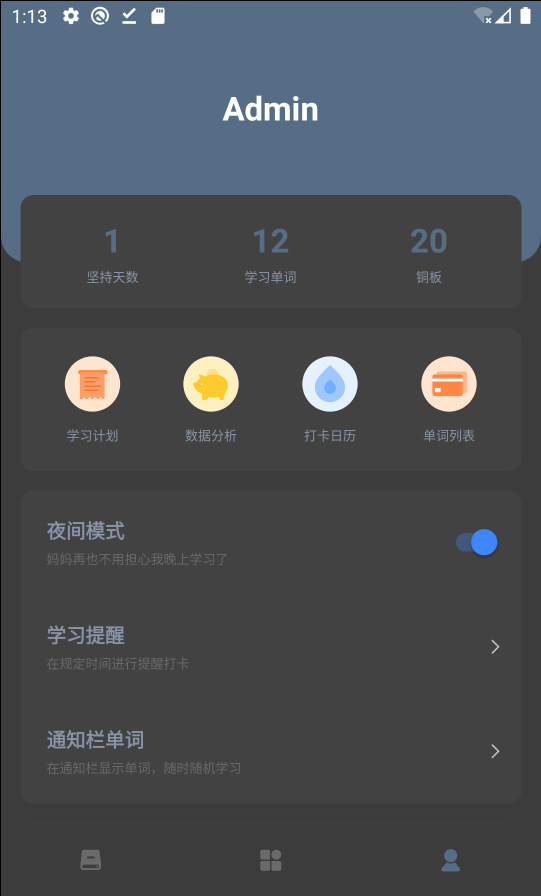 1:13
Admin
1 12 20
坚持天数 学习单词 铜板
学习计划 数据分析 打卡日历 单词列表
夜间模式
妈妈再也不用担心我晚上学习了
学习提醒
在规定时间进行提醒打卡
通知栏单词
在通知栏显示单词，随时随机学习